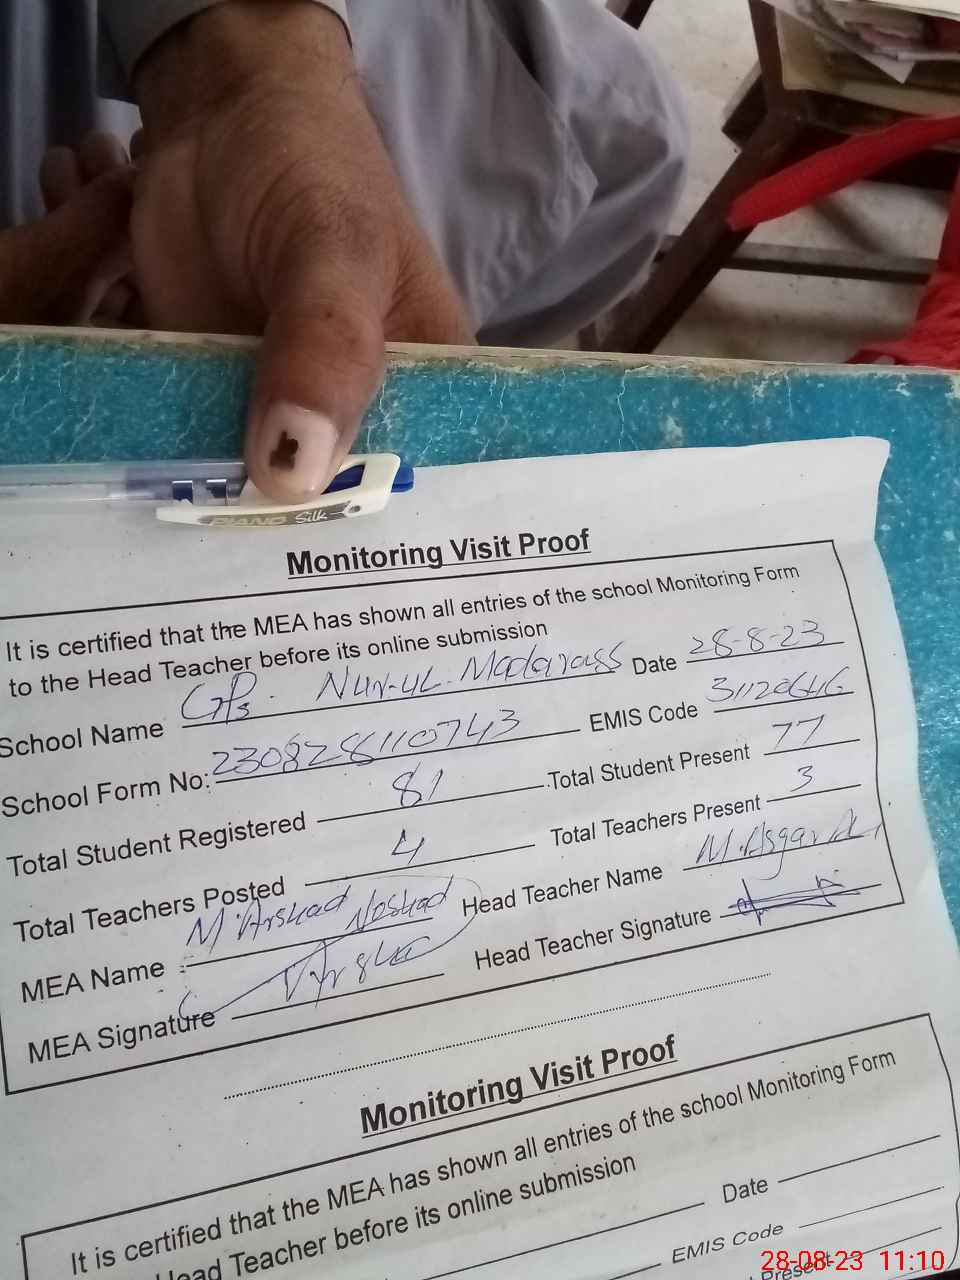 PIANO Silk
Monitoring Visit Proof
It is certified that the MEA has shown all entries of the school Monitoring Form
to the Head Teacher before its online submission
School Name GPS. Nur-ul-Madarass Date 28-8-23
School Form No: 230828110743 EMIS Code 31120646
Total Student Registered 81 Total Student Present 77
Total Teachers Posted 4 Total Teachers Present 3
MEA Name M. Arshad Noshad Head Teacher Name M. Asgar
MEA Signature Head Teacher Signature
Monitoring Visit Proof
It is certified that the MEA has shown all entries of the school Monitoring Form
Head Teacher before its online submission
Date
EMIS Code
Present
28-08-23 11:10